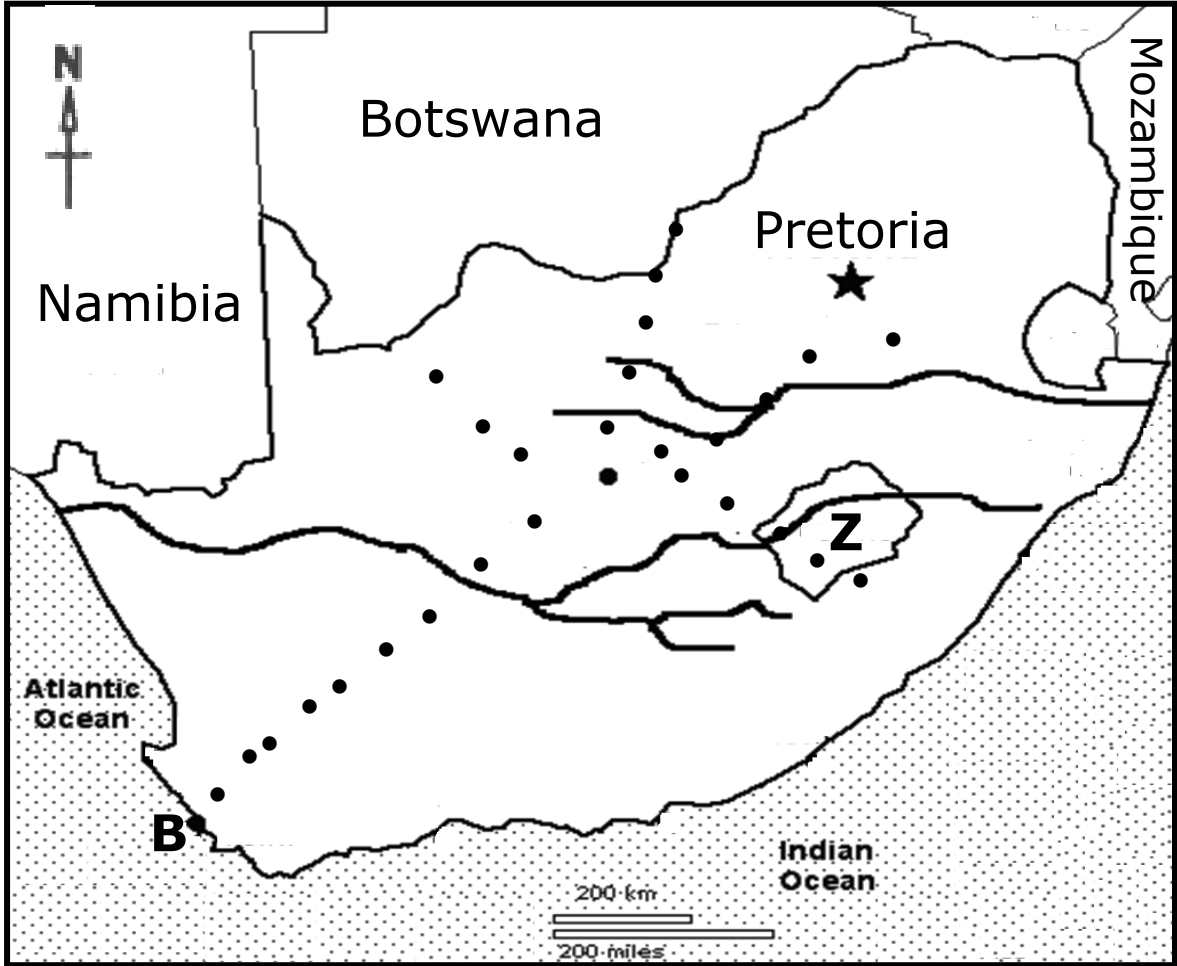 N
Botswana
Mozambique
Pretoria
Namibia
Z
Atlantic
Ocean
B
Indian
Ocean
200 km
200 miles